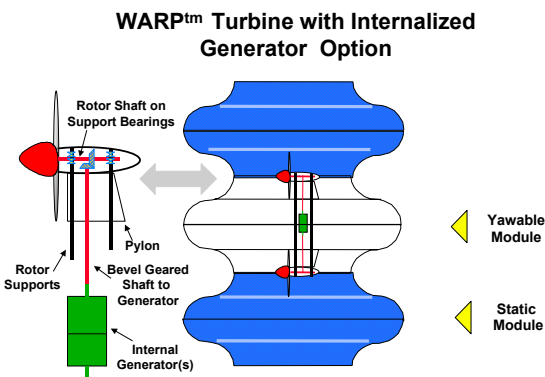 WARP™ Turbine with Internalized
Generator Option
Rotor Shaft on
Support Bearings
Pylon
Rotor
Supports
Bevel Geared
Shaft to
Generator
Internal
Generator(s)
Yawable
Module
Static
Module